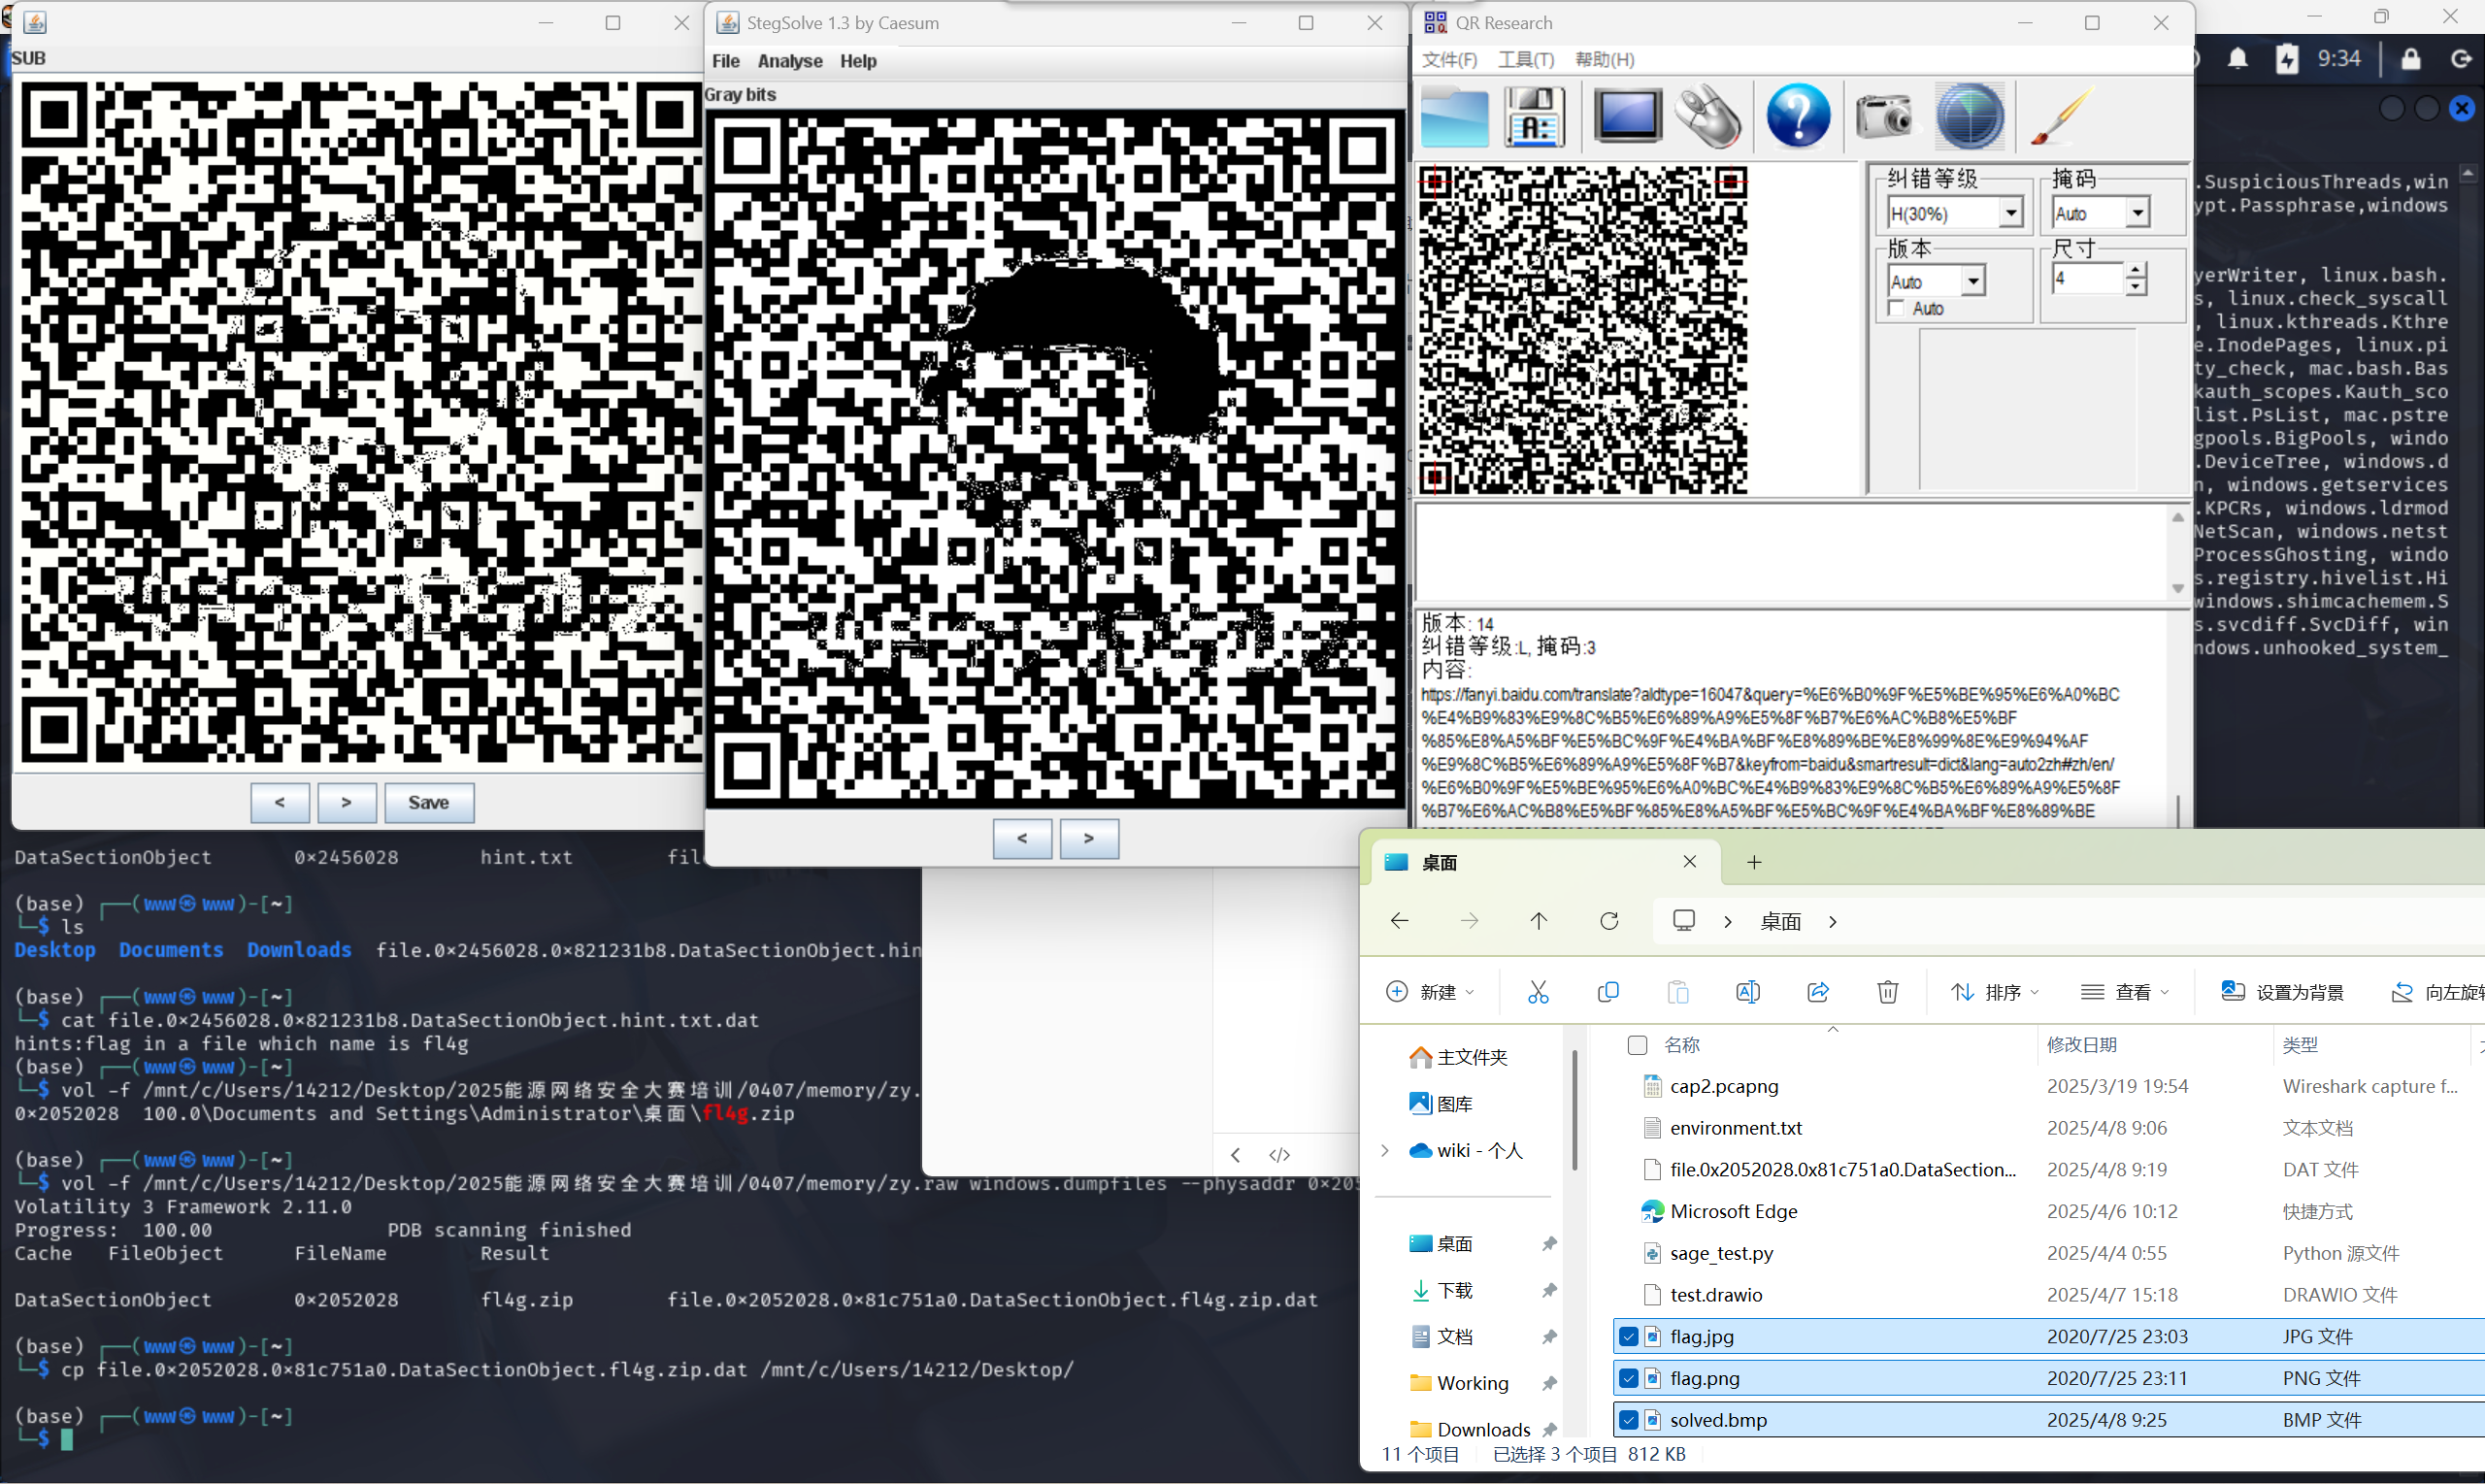 SUB
< > Save
StegSolve 1.3 by Caesum
File Analyse Help
Gray bits
< >
QR Research
文件(F) 工具(T) 帮助(H)
纠错等级 掩码
H(30%) Auto
版本 尺寸
Auto 4
Auto
版本: 14
纠错等级:L, 掩码:3
内容:
https://fanyi.baidu.com/translate?aldtype=16047&query=%E6%B0%9F%E5%BE%95%E6%A0%BC
%E4%B9%83%E9%8C%B5%E6%89%A9%E5%8F%B7%E6%AC%B8%E5%BF
%85%E8%A5%BF%E5%BC%9F%E4%BA%BF%E8%89%BE%E8%99%8E%E9%94%AF
%E9%8C%B5%E6%89%A9%E5%8F%B7&keyfrom=baidu&smartresult=dict&lang=auto2zh#zh/en/
%E6%B0%9F%E5%BE%95%E6%A0%BC%E4%B9%83%E9%8C%B5%E6%89%A9%E5%8F
%B7%E6%AC%B8%E5%BF%85%E8%A5%BF%E5%BC%9F%E4%BA%BF%E8%89%BE
9:34
.SuspiciousThreads,win
ypt.Passphrase,windows
yerWriter, linux.bash.
s, linux.check_syscall
, linux.kthreads.Kthre
e.InodePages, linux.pi
ty_check, mac.bash.Bas
kauth_scopes.Kauth_sco
list.PsList, mac.pstre
gpools.BigPools, windo
.DeviceTree, windows.d
n, windows.getservices
.KPCRs, windows.ldrmod
NetScan, windows.netst
ProcessGhosting, windo
s.registry.hivelist.Hi
windows.shimcachemem.S
s.svcdiff.SvcDiff, win
ndows.unhooked_system_
DataSectionObject 0×2456028 hint.txt fil
(base) ┌──(www㉿www)-[~]
└─$ ls
Desktop Documents Downloads file.0×2456028.0×821231b8.DataSectionObject.hin
(base) ┌──(www㉿www)-[~]
└─$ cat file.0×2456028.0×821231b8.DataSectionObject.hint.txt.dat
hints:flag in a file which name is fl4g
(base) ┌──(www㉿www)-[~]
└─$ vol -f /mnt/c/Users/14212/Desktop/2025能源网络安全大赛培训/0407/memory/zy.
0×2052028 100.0\Documents and Settings\Administrator\桌面\fl4g.zip
(base) ┌──(www㉿www)-[~]
└─$ vol -f /mnt/c/Users/14212/Desktop/2025能源网络安全大赛培训/0407/memory/zy.raw windows.dumpfiles --physaddr 0×205
Volatility 3 Framework 2.11.0
Progress: 100.00 PDB scanning finished
Cache FileObject FileName Result
DataSectionObject 0×2052028 fl4g.zip file.0×2052028.0×81c751a0.DataSectionObject.fl4g.zip.dat
(base) ┌──(www㉿www)-[~]
└─$ cp file.0×2052028.0×81c751a0.DataSectionObject.fl4g.zip.dat /mnt/c/Users/14212/Desktop/
(base) ┌──(www㉿www)-[~]
└─$
桌面
桌面
新建 排序 查看 设置为背景 向左旋转
主文件夹
图库
wiki - 个人
桌面
下载
文档
Working
Downloads
名称 修改日期 类型
cap2.pcapng 2025/3/19 19:54 Wireshark capture f...
environment.txt 2025/4/8 9:06 文本文档
file.0x2052028.0x81c751a0.DataSection... 2025/4/8 9:19 DAT 文件
Microsoft Edge 2025/4/6 10:12 快捷方式
sage_test.py 2025/4/4 0:55 Python 源文件
test.drawio 2025/4/7 15:18 DRAWIO 文件
flag.jpg 2020/7/25 23:03 JPG 文件
flag.png 2020/7/25 23:11 PNG 文件
solved.bmp 2025/4/8 9:25 BMP 文件
11 个项目 已选择 3 个项目 812 KB